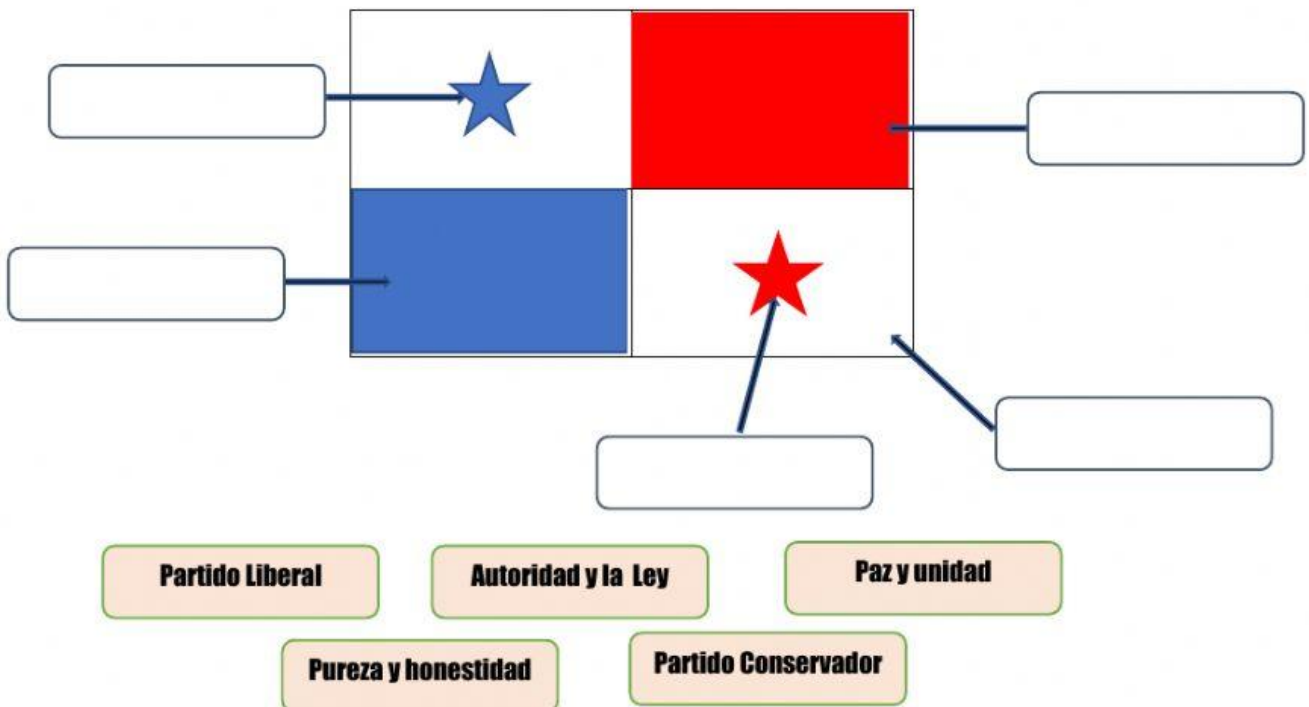 Partido Liberal
Autoridad y la Ley
Paz y unidad
Pureza y honestidad
Partido Conservador